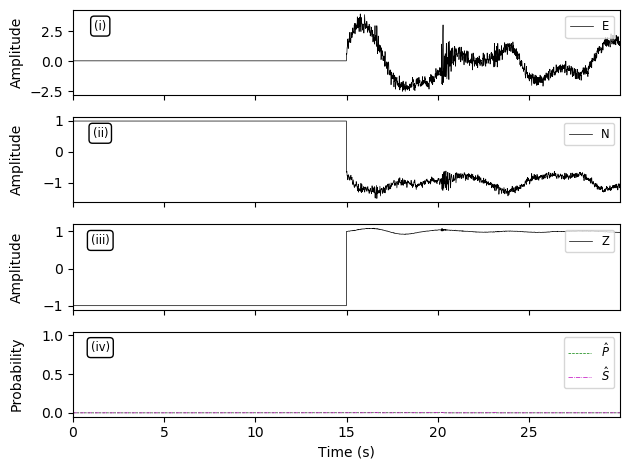 (i)
E
Amplitude
2.5
0.0
−2.5
(ii)
N
Amplitude
1
0
−1
(iii)
Z
Amplitude
1
0
−1
(iv)
P̂
Ŝ
Probability
1.0
0.5
0.0
0 5 10 15 20 25
Time (s)